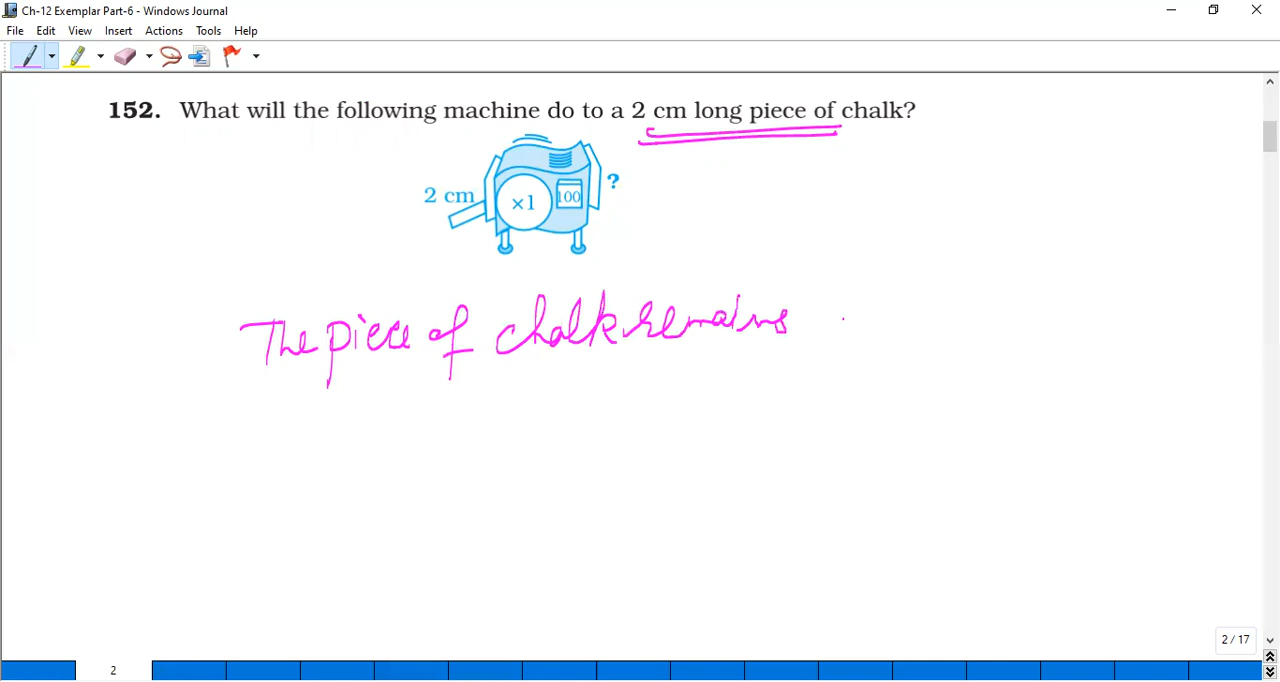 Ch-12 Exemplar Part-6 - Windows Journal
File Edit View Insert Actions Tools Help
152. What will the following machine do to a 2 cm long piece of chalk?
2 cm ×1 100 ?
The piece of chalk remains
2 / 17
2